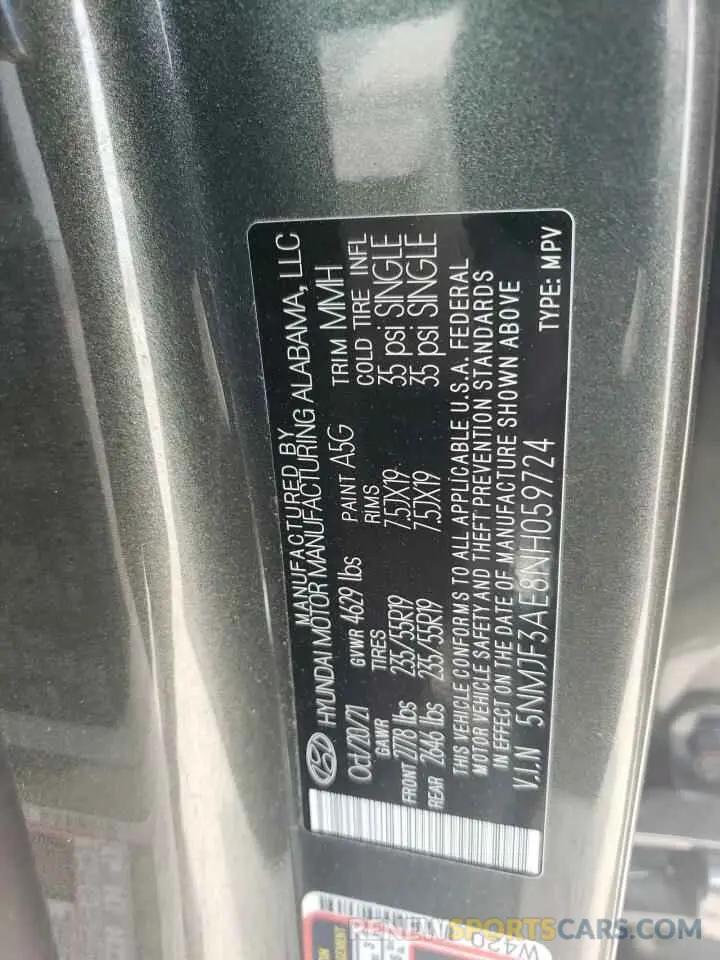 MANUFACTURED BY
HYUNDAI MOTOR MANUFACTURING ALABAMA, LLC
Oct/20/21 GVWR 4629 lbs PAINT A5G TRIM MMH
GAWR TIRES RIMS COLD TIRE INFL
FRONT 2778 lbs 235/55R19 7.5JX19 35 psi SINGLE
REAR 2646 lbs 235/55R19 7.5JX19 35 psi SINGLE
THIS VEHICLE CONFORMS TO ALL APPLICABLE U.S.A. FEDERAL
MOTOR VEHICLE SAFETY AND THEFT PREVENTION STANDARDS
IN EFFECT ON THE DATE OF MANUFACTURE SHOWN ABOVE
V.I.N 5NMJF3AE8NH059724 TYPE: MPV
W420
RENEWSPORTSCAR.COM